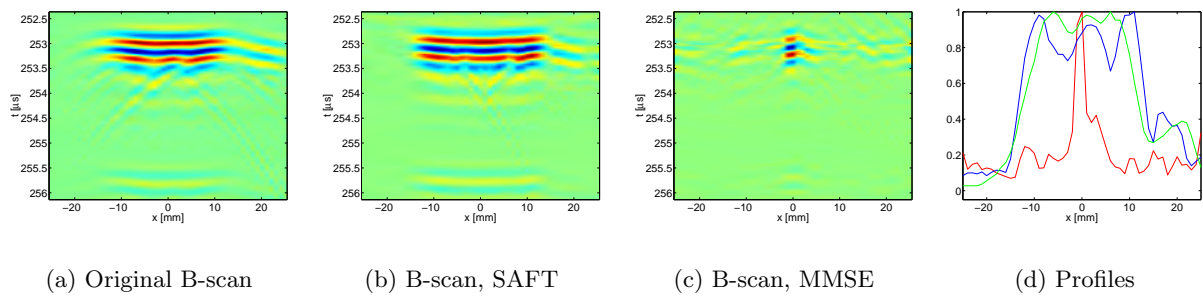 252.5
253
253.5
254
254.5
255
255.5
256
t [µs]
−20 −10 0 10 20
x [mm]
252.5
253
253.5
254
254.5
255
255.5
256
t [µs]
−20 −10 0 10 20
x [mm]
252.5
253
253.5
254
254.5
255
255.5
256
t [µs]
−20 −10 0 10 20
x [mm]
1
0.8
0.6
0.4
0.2
0
−20 −10 0 10 20
x [mm]
(a) Original B-scan
(b) B-scan, SAFT
(c) B-scan, MMSE
(d) Profiles